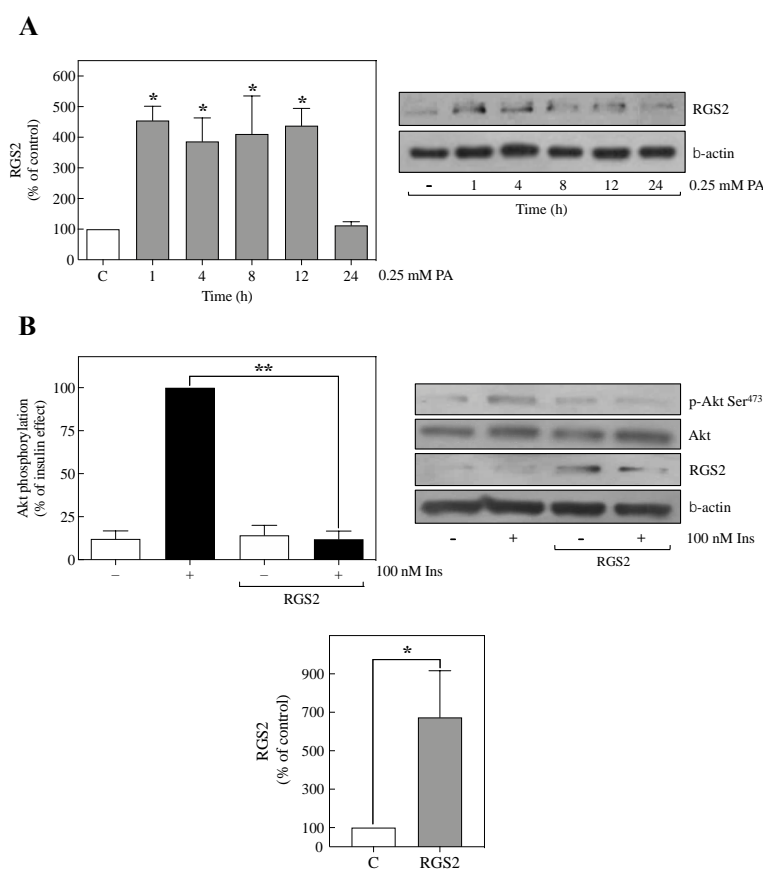 A
600
500
400
300
200
100
0
RGS2
(% of control)
* * * *
C 1 4 8 12 24 0.25 mM PA
Time (h)
RGS2
b-actin
- 1 4 8 12 24 0.25 mM PA
Time (h)
B
100
75
50
25
12
0
Akt phosphorylation
(% of insulin effect)
**
– + – + 100 nM Ins
RGS2
p-Akt Ser473
Akt
RGS2
b-actin
- + - + 100 nM Ins
RGS2
900
700
500
300
100
RGS2
(% of control)
*
C RGS2